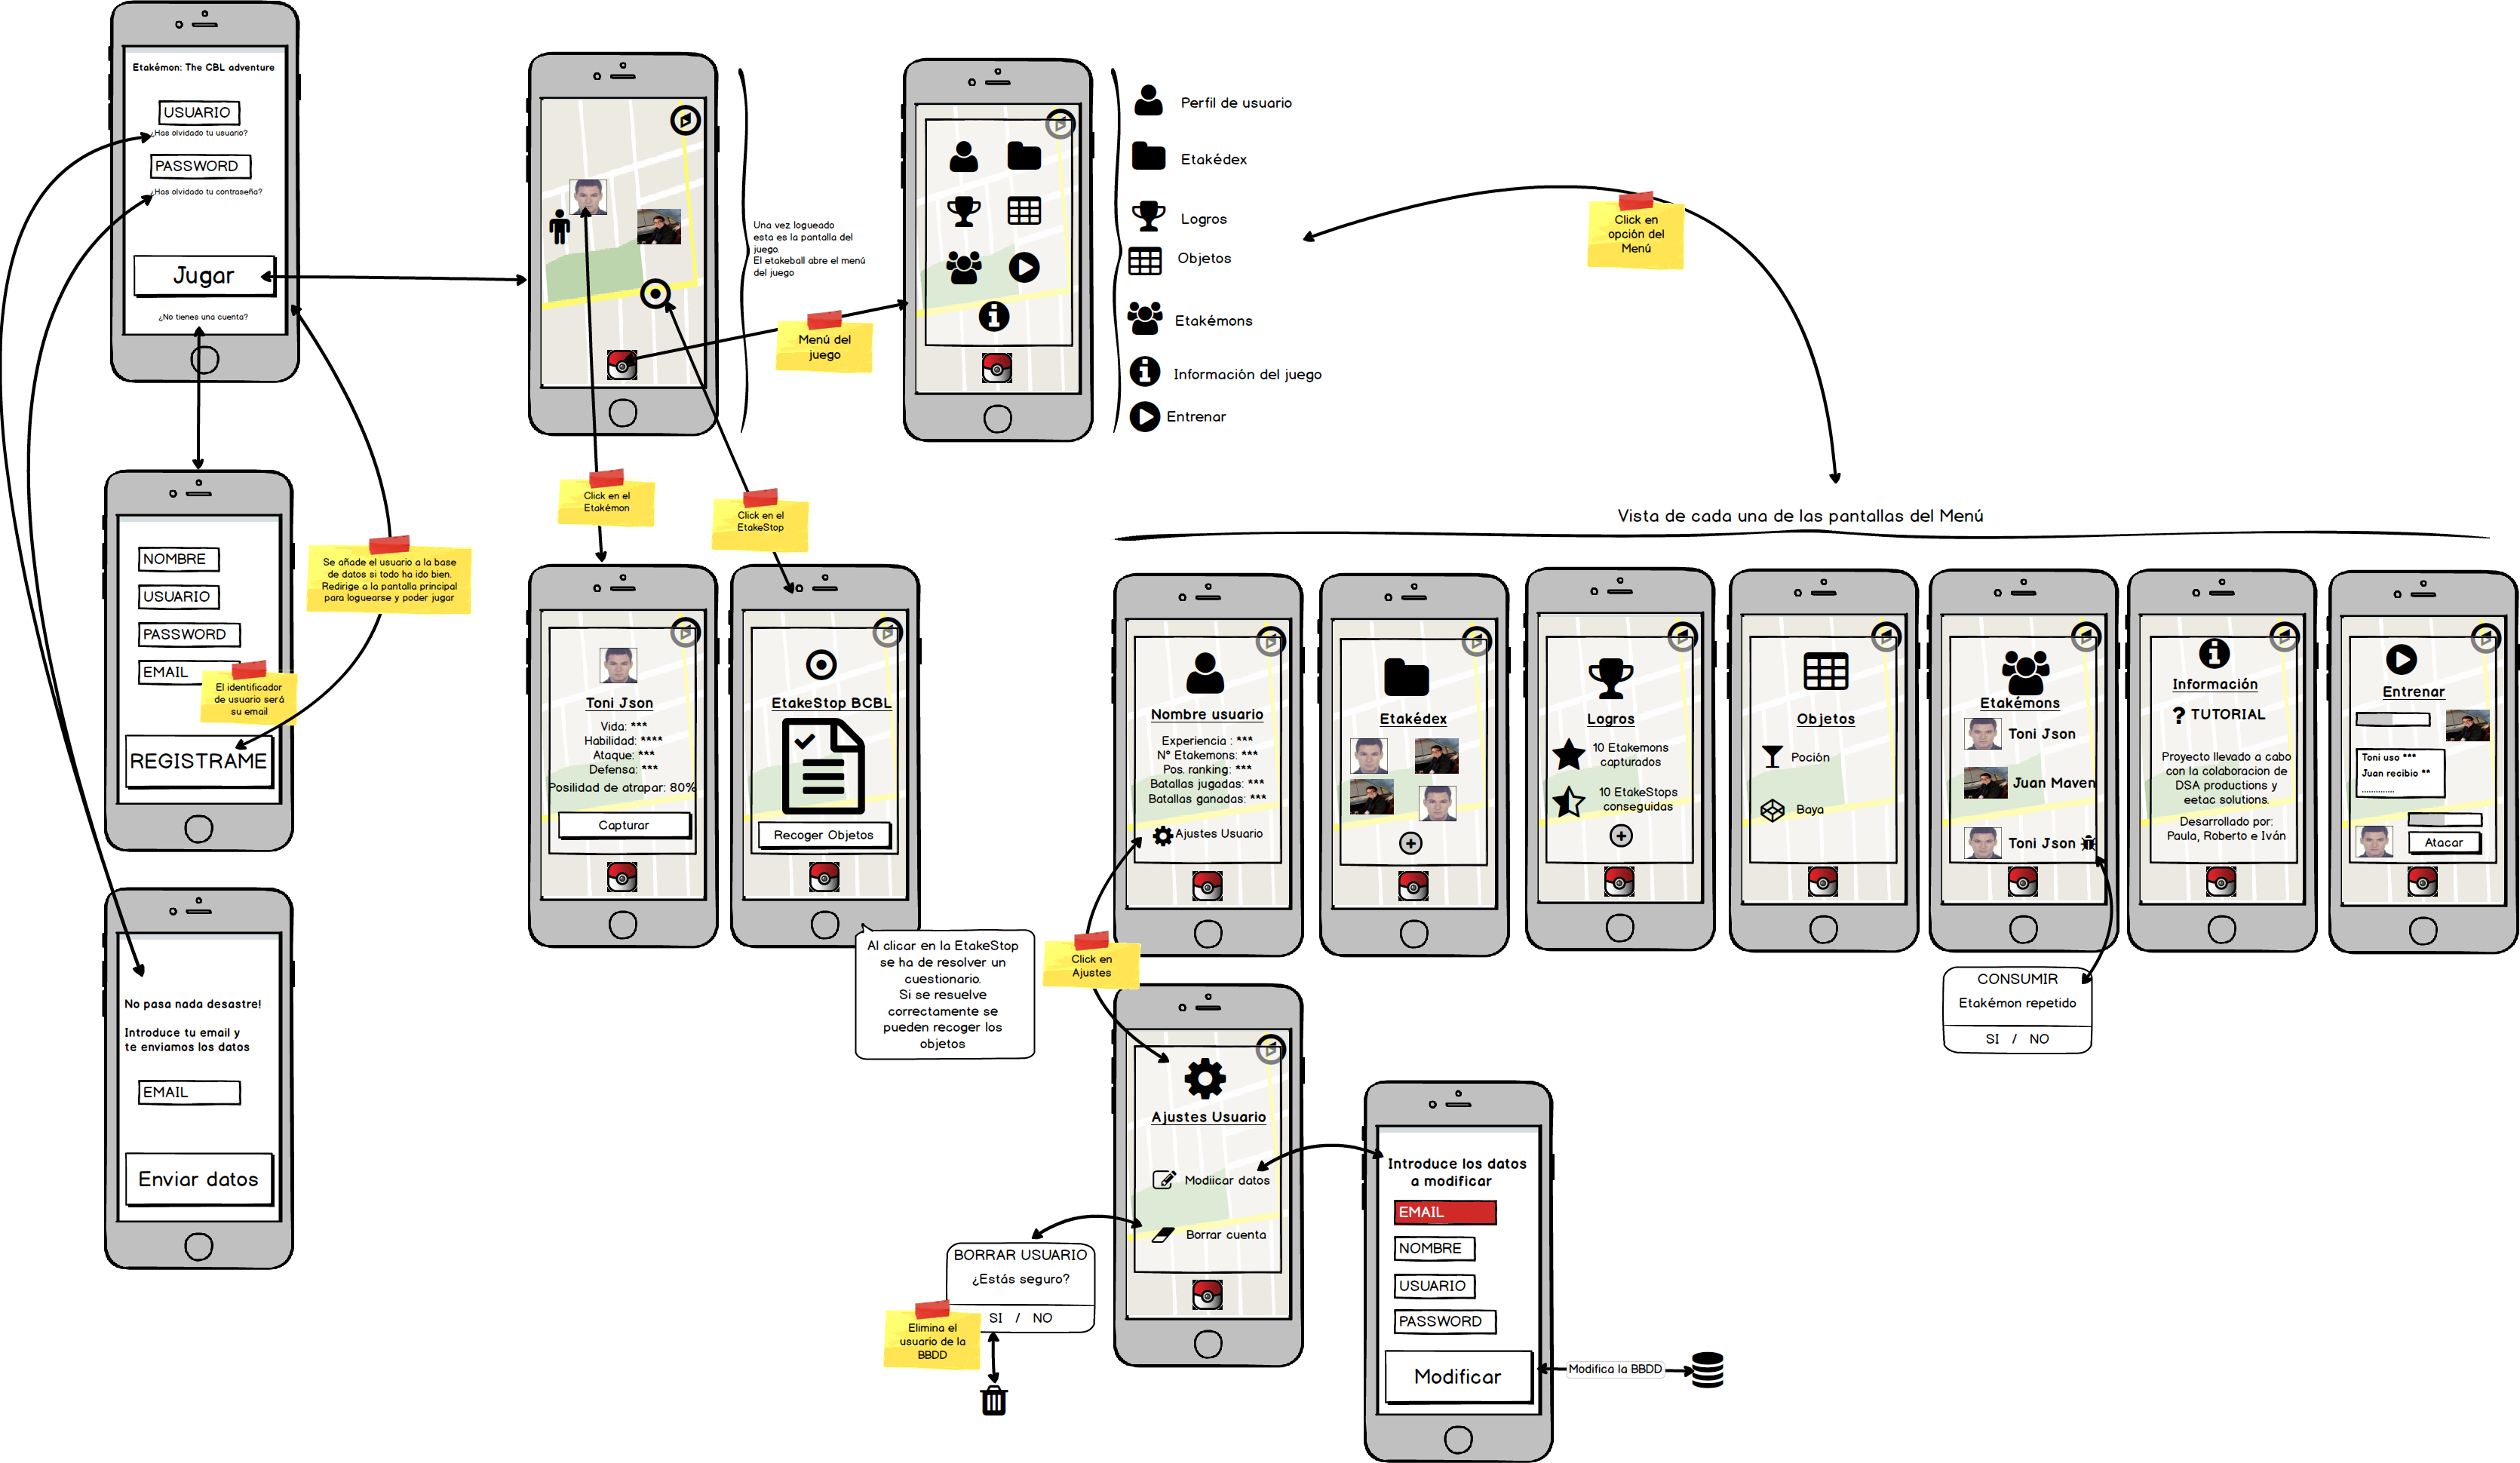 Etakémon: The CBL adventure
USUARIO
¿Has olvidado tu usuario?
PASSWORD
¿Has olvidado tu contraseña?
Jugar
¿No tienes una cuenta?
Una vez logueado
esta es la pantalla del
juego.
El etakeball abre el menú
del juego
Menú del
juego
Perfil de usuario
Etakédex
Logros
Objetos
Etakémons
Información del juego
Entrenar
Click en
opción del
Menú
NOMBRE
USUARIO
PASSWORD
EMAIL
El identificador
de usuario será
su email
REGISTRAME
Se añade el usuario a la base
de datos si todo ha ido bien.
Redirige a la pantalla principal
para loguearse y poder jugar
Click en el
Etakémon
Click en el
EtakeStop
Vista de cada una de las pantallas del Menú
Toni Json
Vida: ***
Habilidad: ****
Ataque: ***
Defensa: ***
Posilidad de atrapar: 80%
Capturar
EtakeStop BCBL
Recoger Objetos
Al clicar en la EtakeStop
se ha de resolver un
cuestionario.
Si se resuelve
correctamente se
pueden recoger los
objetos
Nombre usuario
Experiencia : ***
Nº Etakemons: ***
Pos. ranking: ***
Batallas jugadas: ***
Batallas ganadas: ***
Ajustes Usuario
Etakédex
Logros
10 Etakemons
capturados
10 EtakeStops
conseguidas
Objetos
Poción
Baya
Etakémons
Toni Json
Juan Maven
Toni Json
Información
? TUTORIAL
Proyecto llevado a cabo
con la colaboracion de
DSA productions y
eetac solutions.
Desarrollado por:
Paula, Roberto e Iván
Entrenar
Toni uso ***
Juan recibio **
..............
Atacar
CONSUMIR
Etakémon repetido
SI / NO
Click en
Ajustes
No pasa nada desastre!
Introduce tu email y
te enviamos los datos
EMAIL
Enviar datos
Ajustes Usuario
Modiicar datos
Borrar cuenta
BORRAR USUARIO
¿Estás seguro?
SI / NO
Elimina el
usuario de la
BBDD
Introduce los datos
a modificar
EMAIL
NOMBRE
USUARIO
PASSWORD
Modificar
Modifica la BBDD